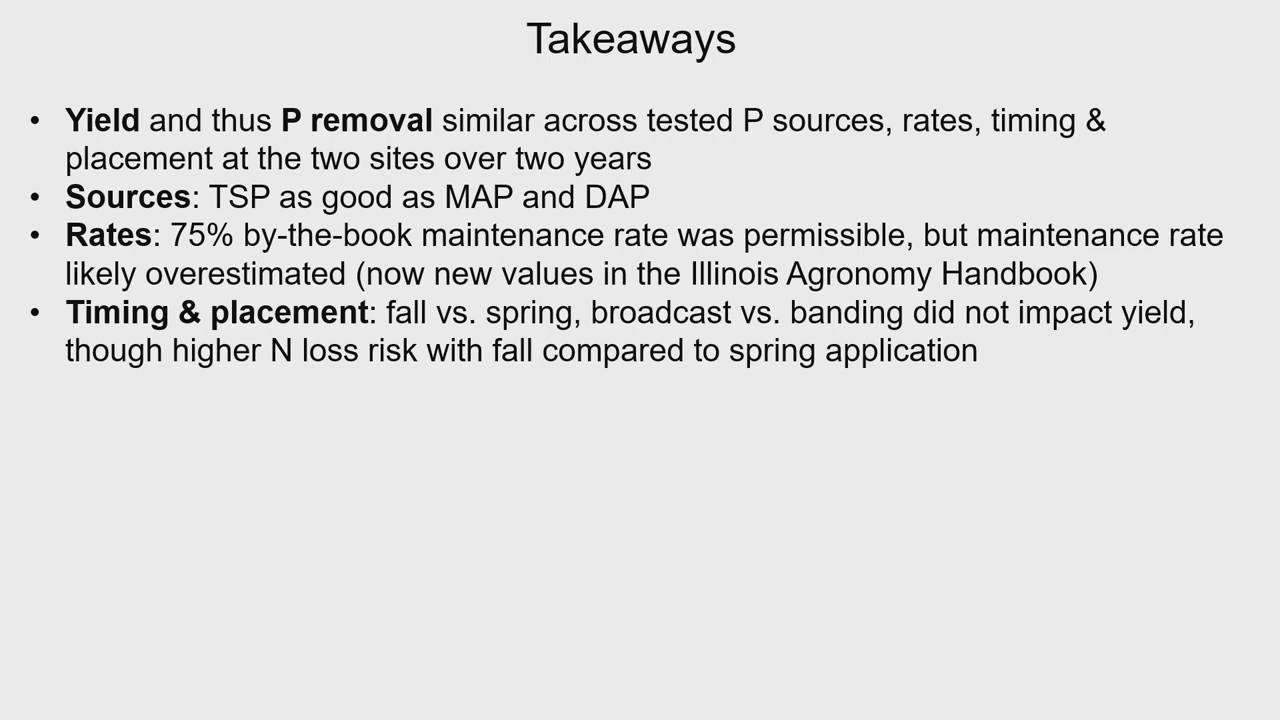 Takeaways
• Yield and thus P removal similar across tested P sources, rates, timing &
placement at the two sites over two years
• Sources: TSP as good as MAP and DAP
• Rates: 75% by-the-book maintenance rate was permissible, but maintenance rate
likely overestimated (now new values in the Illinois Agronomy Handbook)
• Timing & placement: fall vs. spring, broadcast vs. banding did not impact yield,
though higher N loss risk with fall compared to spring application